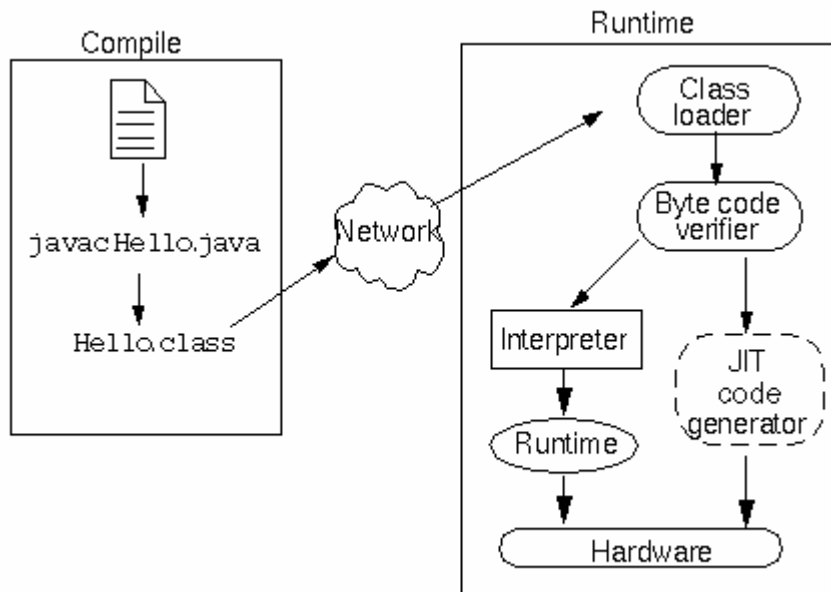 Compile
javacHello.java
Hello.class
Network
Runtime
Class
loader
Byte code
verifier
Interpreter
JIT
code
generator
Runtime
Hardware